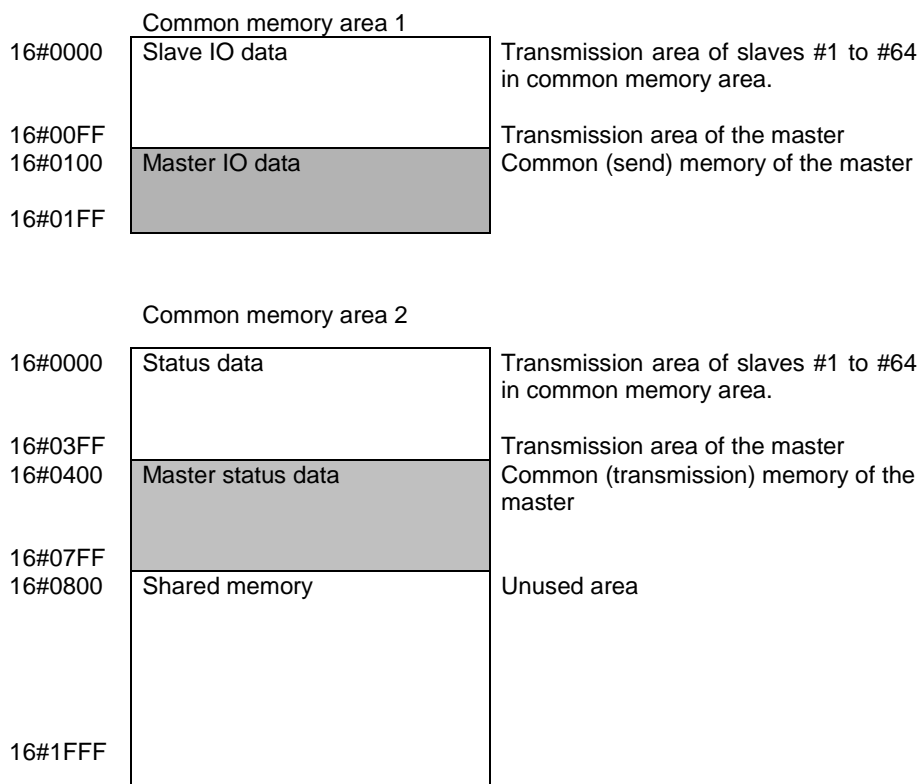 Common memory area 1
16#0000 Slave IO data Transmission area of slaves #1 to #64
in common memory area.
16#00FF Transmission area of the master
16#0100 Master IO data Common (send) memory of the master
16#01FF
Common memory area 2
16#0000 Status data Transmission area of slaves #1 to #64
in common memory area.
16#03FF Transmission area of the master
16#0400 Master status data Common (transmission) memory of the
master
16#07FF
16#0800 Shared memory Unused area
16#1FFF